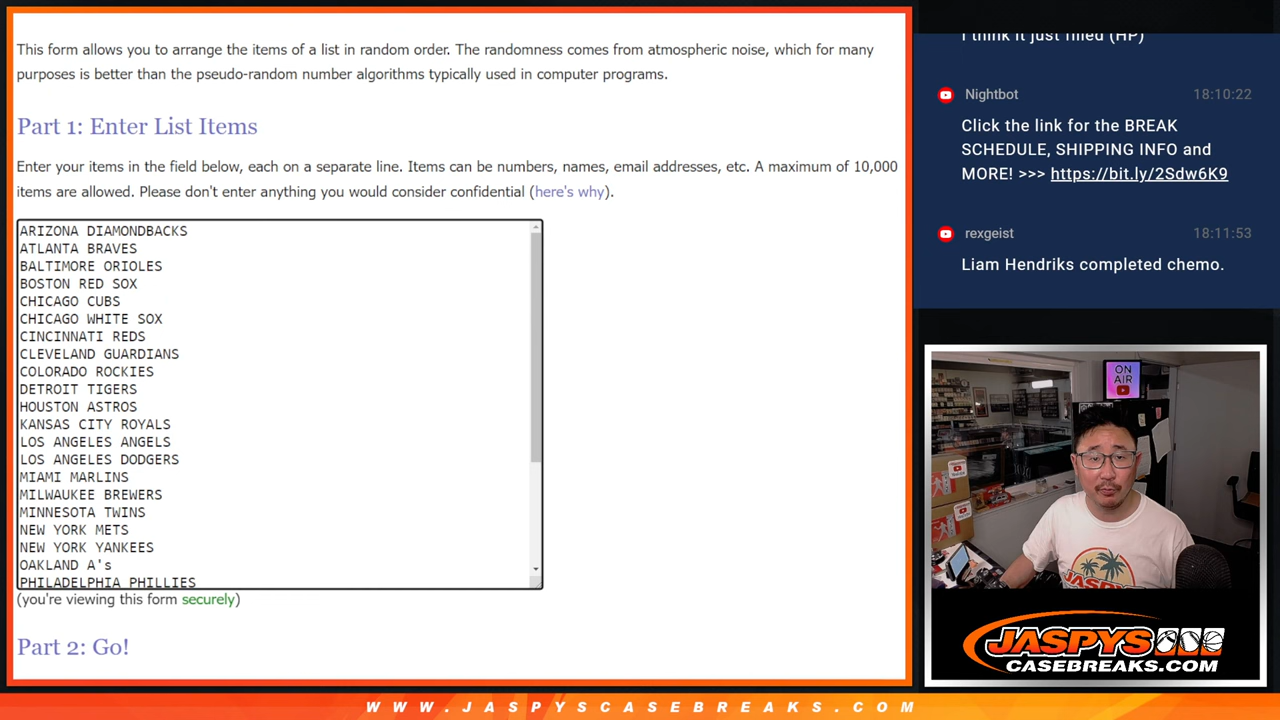 This form allows you to arrange the items of a list in random order. The randomness comes from atmospheric noise, which for many
purposes is better than the pseudo-random number algorithms typically used in computer programs.
Part 1: Enter List Items
Enter your items in the field below, each on a separate line. Items can be numbers, names, email addresses, etc. A maximum of 10,000
items are allowed. Please don't enter anything you would consider confidential (here's why).
ARIZONA DIAMONDBACKS
ATLANTA BRAVES
BALTIMORE ORIOLES
BOSTON RED SOX
CHICAGO CUBS
CHICAGO WHITE SOX
CINCINNATI REDS
CLEVELAND GUARDIANS
COLORADO ROCKIES
DETROIT TIGERS
HOUSTON ASTROS
KANSAS CITY ROYALS
LOS ANGELES ANGELS
LOS ANGELES DODGERS
MIAMI MARLINS
MILWAUKEE BREWERS
MINNESOTA TWINS
NEW YORK METS
NEW YORK YANKEES
OAKLAND A's
PHILADELPHIA PHILLIES
(you're viewing this form securely)
Part 2: Go!
I think it just filled (HP)
Nightbot 18:10:22
Click the link for the BREAK
SCHEDULE, SHIPPING INFO and
MORE! >>> https://bit.ly/2Sdw6K9
rexgeist 18:11:53
Liam Hendriks completed chemo.
ON
AIR
JASPYS
JASPYS
CASEBREAKS.COM
WWW.JASPYSCASEBREAKS.COM